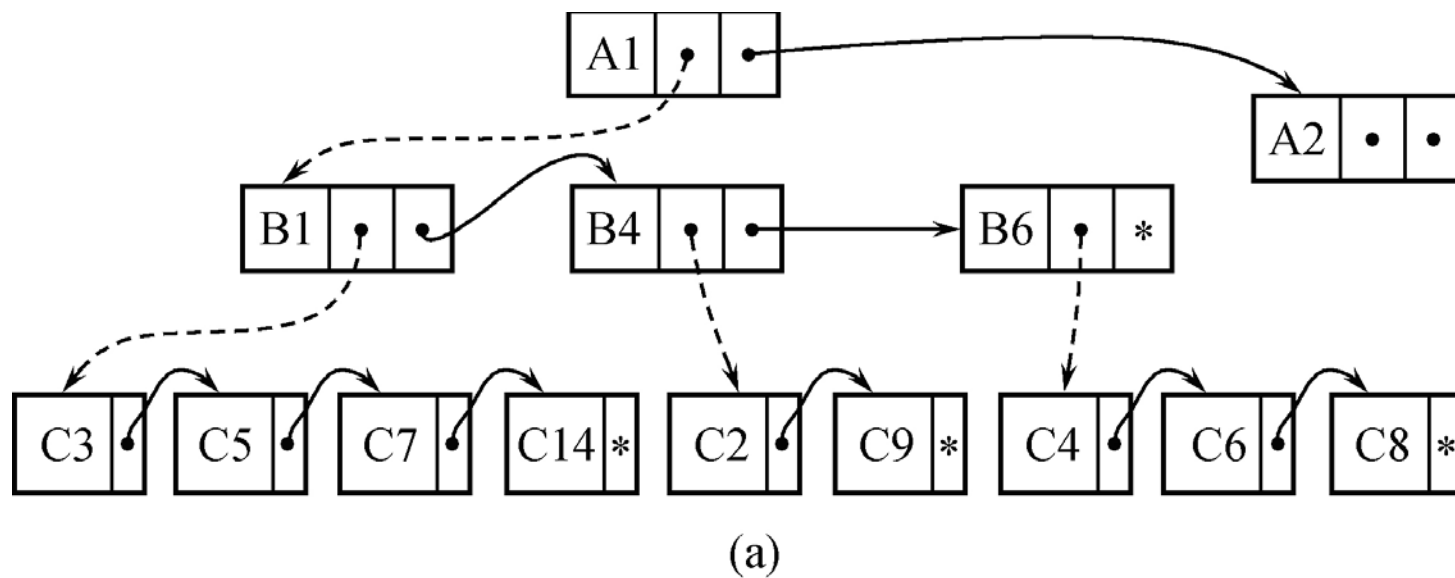 A1
A2
B1 B4 B6 *
C3 C5 C7 C14 * C2 C9 * C4 C6 C8 *
(a)